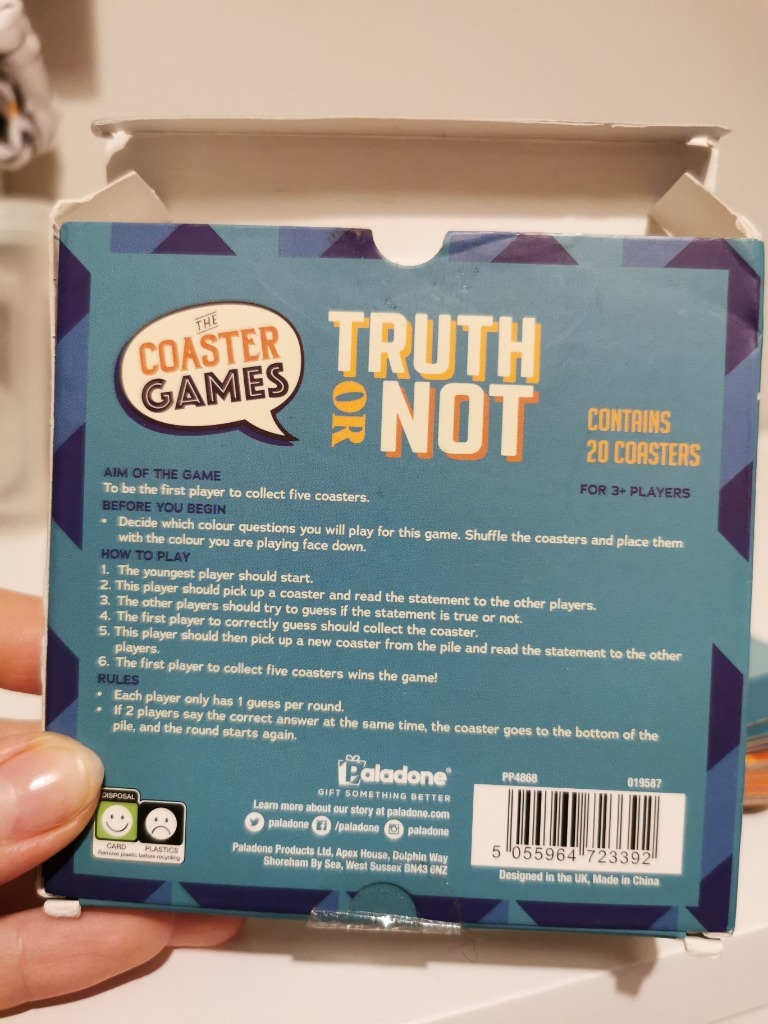 THE
COASTER
GAMES
TRUTH
OR NOT
CONTAINS
20 COASTERS
FOR 3+ PLAYERS
AIM OF THE GAME
To be the first player to collect five coasters.
BEFORE YOU BEGIN
• Decide which colour questions you will play for this game. Shuffle the coasters and place them
with the colour you are playing face down.
HOW TO PLAY
1. The youngest player should start.
2. This player should pick up a coaster and read the statement to the other players.
3. The other players should try to guess if the statement is true or not.
4. The first player to correctly guess should collect the coaster.
5. This player should then pick up a new coaster from the pile and read the statement to the other
players.
6. The first player to collect five coasters wins the game!
RULES
• Each player only has 1 guess per round.
• If 2 players say the correct answer at the same time, the coaster goes to the bottom of the
pile, and the round starts again.
DISPOSAL
CARD PLASTICS
Remove plastic before recycling
Paladone®
GIFT SOMETHING BETTER
Learn more about our story at paladone.com
paladone /paladone paladone
Paladone Products Ltd, Apex House, Dolphin Way
Shoreham By Sea, West Sussex BN43 6NZ
PP4868 019587
5 055964 723392
Designed in the UK, Made in China